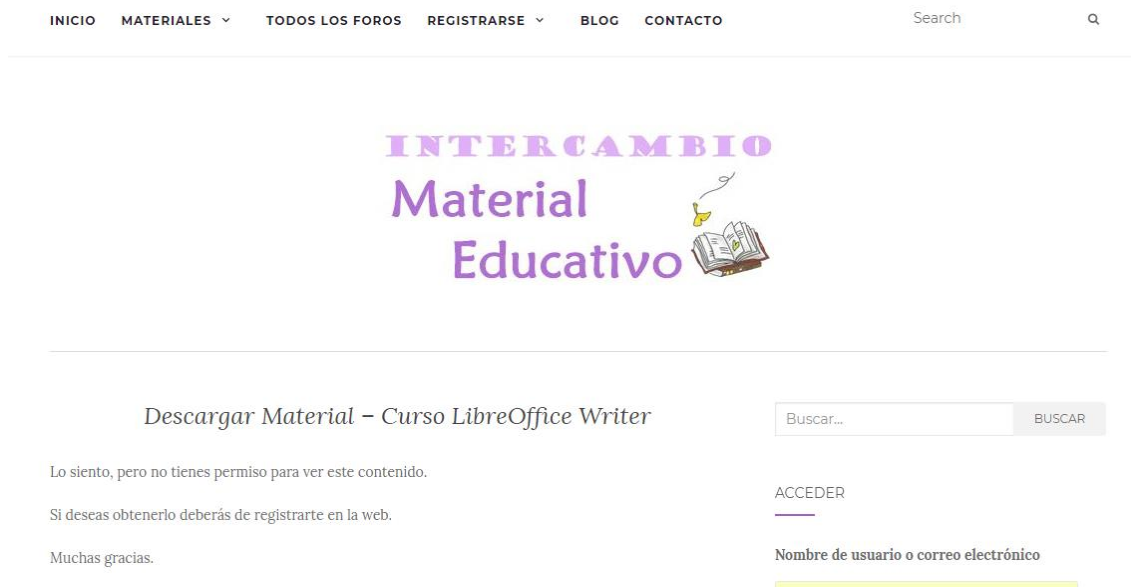 INICIO MATERIALES TODOS LOS FOROS REGISTRARSE BLOG CONTACTO Search
INTERCAMBIO
Material
Educativo
Descargar Material – Curso LibreOffice Writer
Lo siento, pero no tienes permiso para ver este contenido.
Si deseas obtenerlo deberás de registrarte en la web.
Muchas gracias.
Buscar... BUSCAR
ACCEDER
Nombre de usuario o correo electrónico